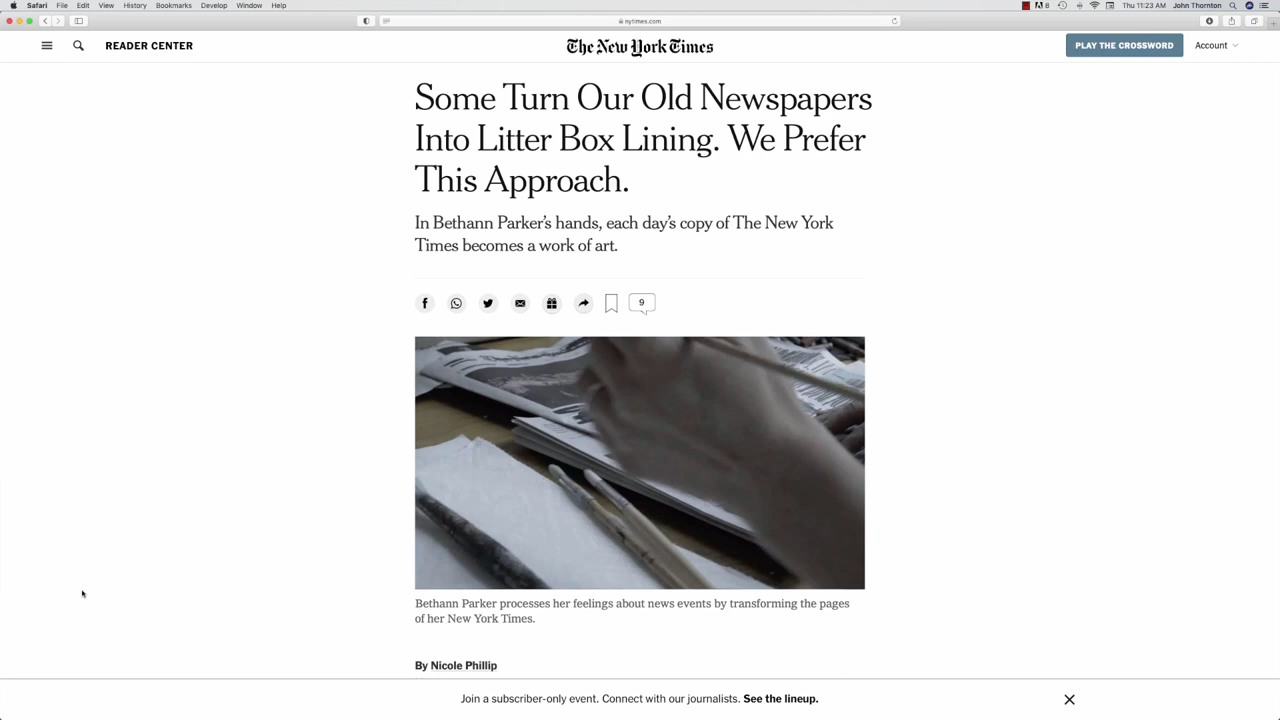 Safari File Edit View History Bookmarks Develop Window Help 8 Thu 11:23 AM John Thornton
nytimes.com
READER CENTER The New York Times PLAY THE CROSSWORD Account
Some Turn Our Old Newspapers
Into Litter Box Lining. We Prefer
This Approach.
In Bethann Parker’s hands, each day’s copy of The New York
Times becomes a work of art.
9
Bethann Parker processes her feelings about news events by transforming the pages
of her New York Times.
By Nicole Phillip
Join a subscriber-only event. Connect with our journalists. See the lineup.